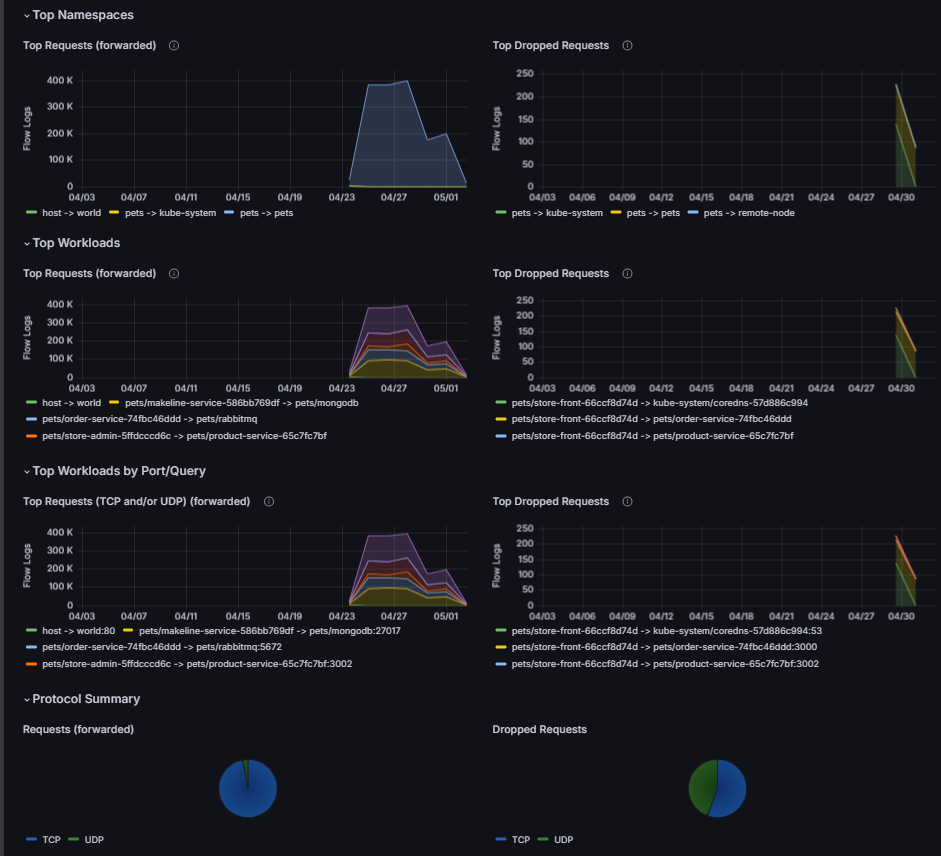 Top Namespaces
Top Requests (forwarded)
Flow Logs
400 K
300 K
200 K
100 K
0
04/03 04/07 04/11 04/15 04/19 04/23 04/27 05/01
host -> world pets -> kube-system pets -> pets
Top Dropped Requests
Flow Logs
250
200
150
100
50
0
04/03 04/06 04/09 04/12 04/15 04/18 04/21 04/24 04/27 04/30
pets -> kube-system pets -> pets pets -> remote-node
Top Workloads
Top Requests (forwarded)
Flow Logs
400 K
300 K
200 K
100 K
0
04/03 04/07 04/11 04/15 04/19 04/23 04/27 05/01
host -> world pets/makeline-service-586bb769df -> pets/mongodb
pets/order-service-74fbc46ddd -> pets/rabbitmq
pets/store-admin-5ffdcccd6c -> pets/product-service-65c7fc7bf
Top Dropped Requests
Flow Logs
250
200
150
100
50
0
04/03 04/06 04/09 04/12 04/15 04/18 04/21 04/24 04/27 04/30
pets/store-front-66ccf8d74d -> kube-system/coredns-57d886c994
pets/store-front-66ccf8d74d -> pets/order-service-74fbc46ddd
pets/store-front-66ccf8d74d -> pets/product-service-65c7fc7bf
Top Workloads by Port/Query
Top Requests (TCP and/or UDP) (forwarded)
Flow Logs
400 K
300 K
200 K
100 K
0
04/03 04/07 04/11 04/15 04/19 04/23 04/27 05/01
host -> world:80 pets/makeline-service-586bb769df -> pets/mongodb:27017
pets/order-service-74fbc46ddd -> pets/rabbitmq:5672
pets/store-admin-5ffdcccd6c -> pets/product-service-65c7fc7bf:3002
Top Dropped Requests
Flow Logs
250
200
150
100
50
0
04/03 04/06 04/09 04/12 04/15 04/18 04/21 04/24 04/27 04/30
pets/store-front-66ccf8d74d -> kube-system/coredns-57d886c994:53
pets/store-front-66ccf8d74d -> pets/order-service-74fbc46ddd:3000
pets/store-front-66ccf8d74d -> pets/product-service-65c7fc7bf:3002
Protocol Summary
Requests (forwarded)
TCP UDP
Dropped Requests
TCP UDP